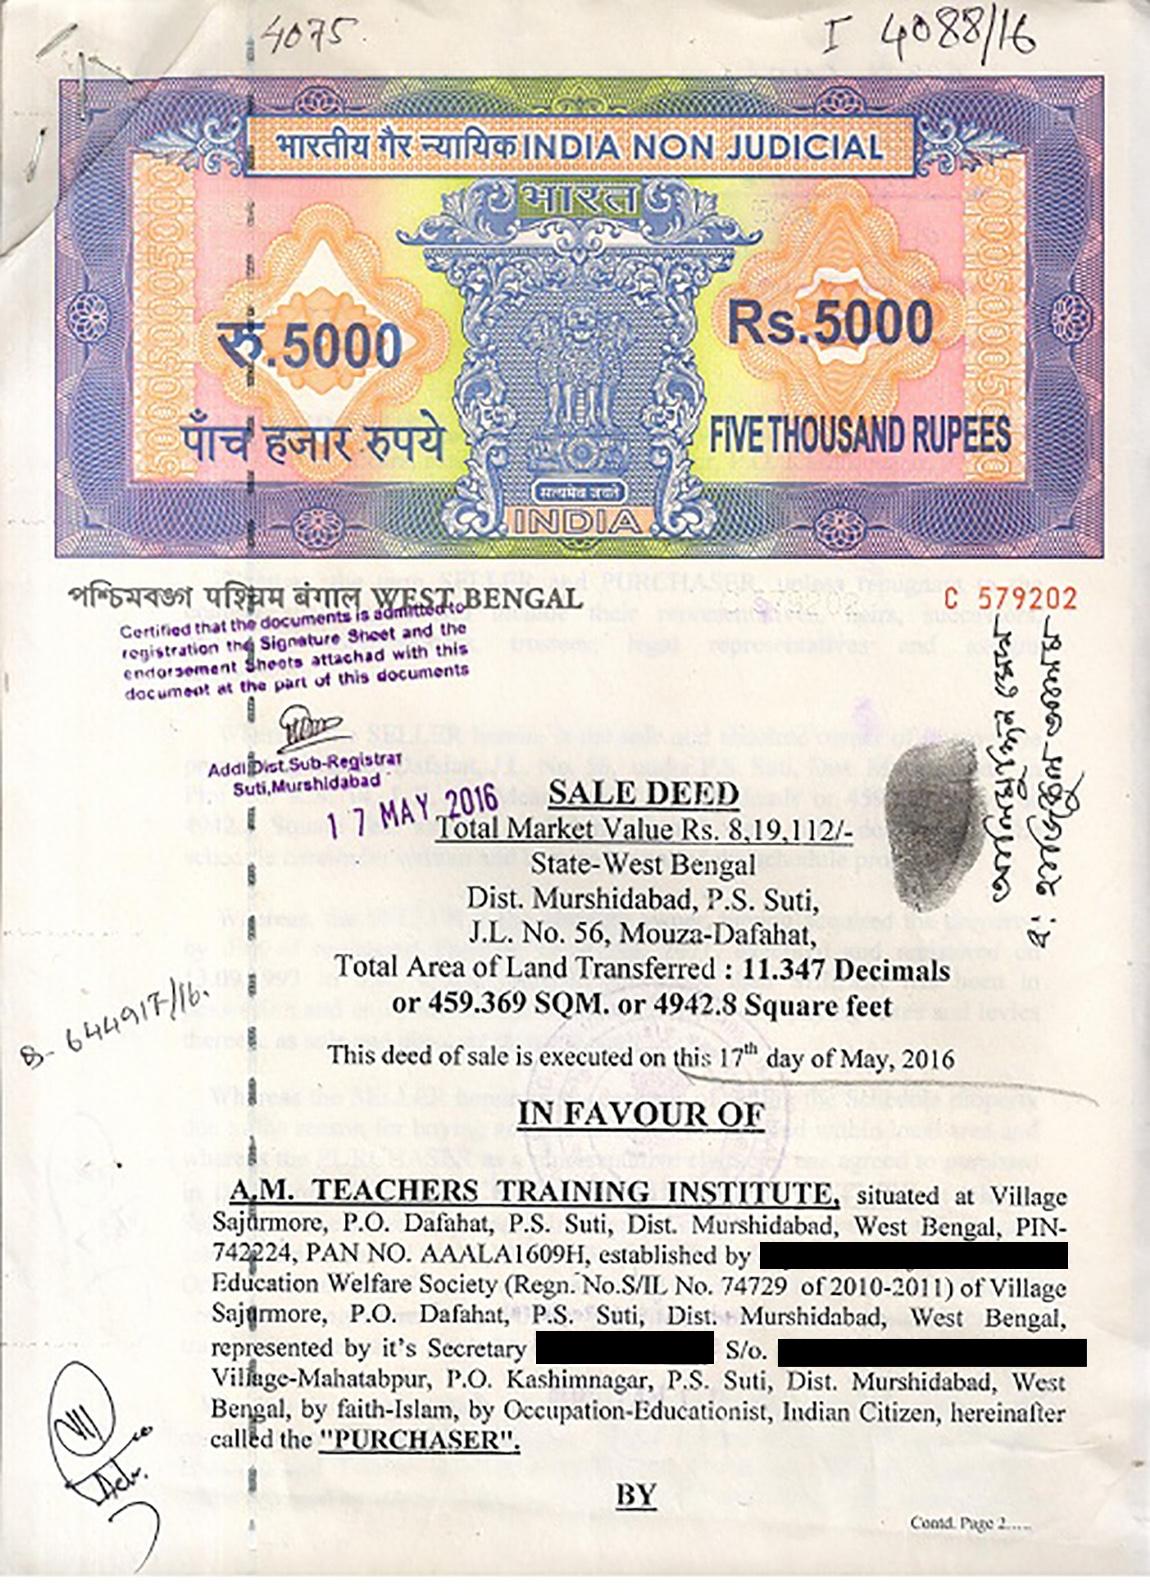 4075.
I 4088/16
भारतीय गैर न्यायिक INDIA NON JUDICIAL
भारत
रु.5000
Rs.5000
पाँच हजार रुपये
FIVE THOUSAND RUPEES
सत्यमेव जयते
INDIA
পশ্চিমবঙ্গ पश्चिम बंगाल WEST BENGAL
C 579202
Certified that the documents is admitted to
registration the Signature Sheet and the
endorsement Sheets attachad with this
document at the part of this documents
Addl.Dist.Sub-Registrar
Suti,Murshidabad
17 MAY 2016
SALE DEED
Total Market Value Rs. 8,19,112/-
State-West Bengal
Dist. Murshidabad, P.S. Suti,
J.L. No. 56, Mouza-Dafahat,
Total Area of Land Transferred : 11.347 Decimals
or 459.369 SQM. or 4942.8 Square feet
B- 644917/16.
This deed of sale is executed on this 17th day of May, 2016
IN FAVOUR OF
A.M. TEACHERS TRAINING INSTITUTE, situated at Village
Sajurmore, P.O. Dafahat, P.S. Suti, Dist. Murshidabad, West Bengal, PIN-
742224, PAN NO. AAALA1609H, established by
Education Welfare Society (Regn. No.S/IL No. 74729 of 2010-2011) of Village
Sajurmore, P.O. Dafahat, P.S. Suti, Dist. Murshidabad, West Bengal,
represented by it's Secretary S/o.
Village-Mahatabpur, P.O. Kashimnagar, P.S. Suti, Dist. Murshidabad, West
Bengal, by faith-Islam, by Occupation-Educationist, Indian Citizen, hereinafter
called the "PURCHASER".
BY
Contd. Page 2.....